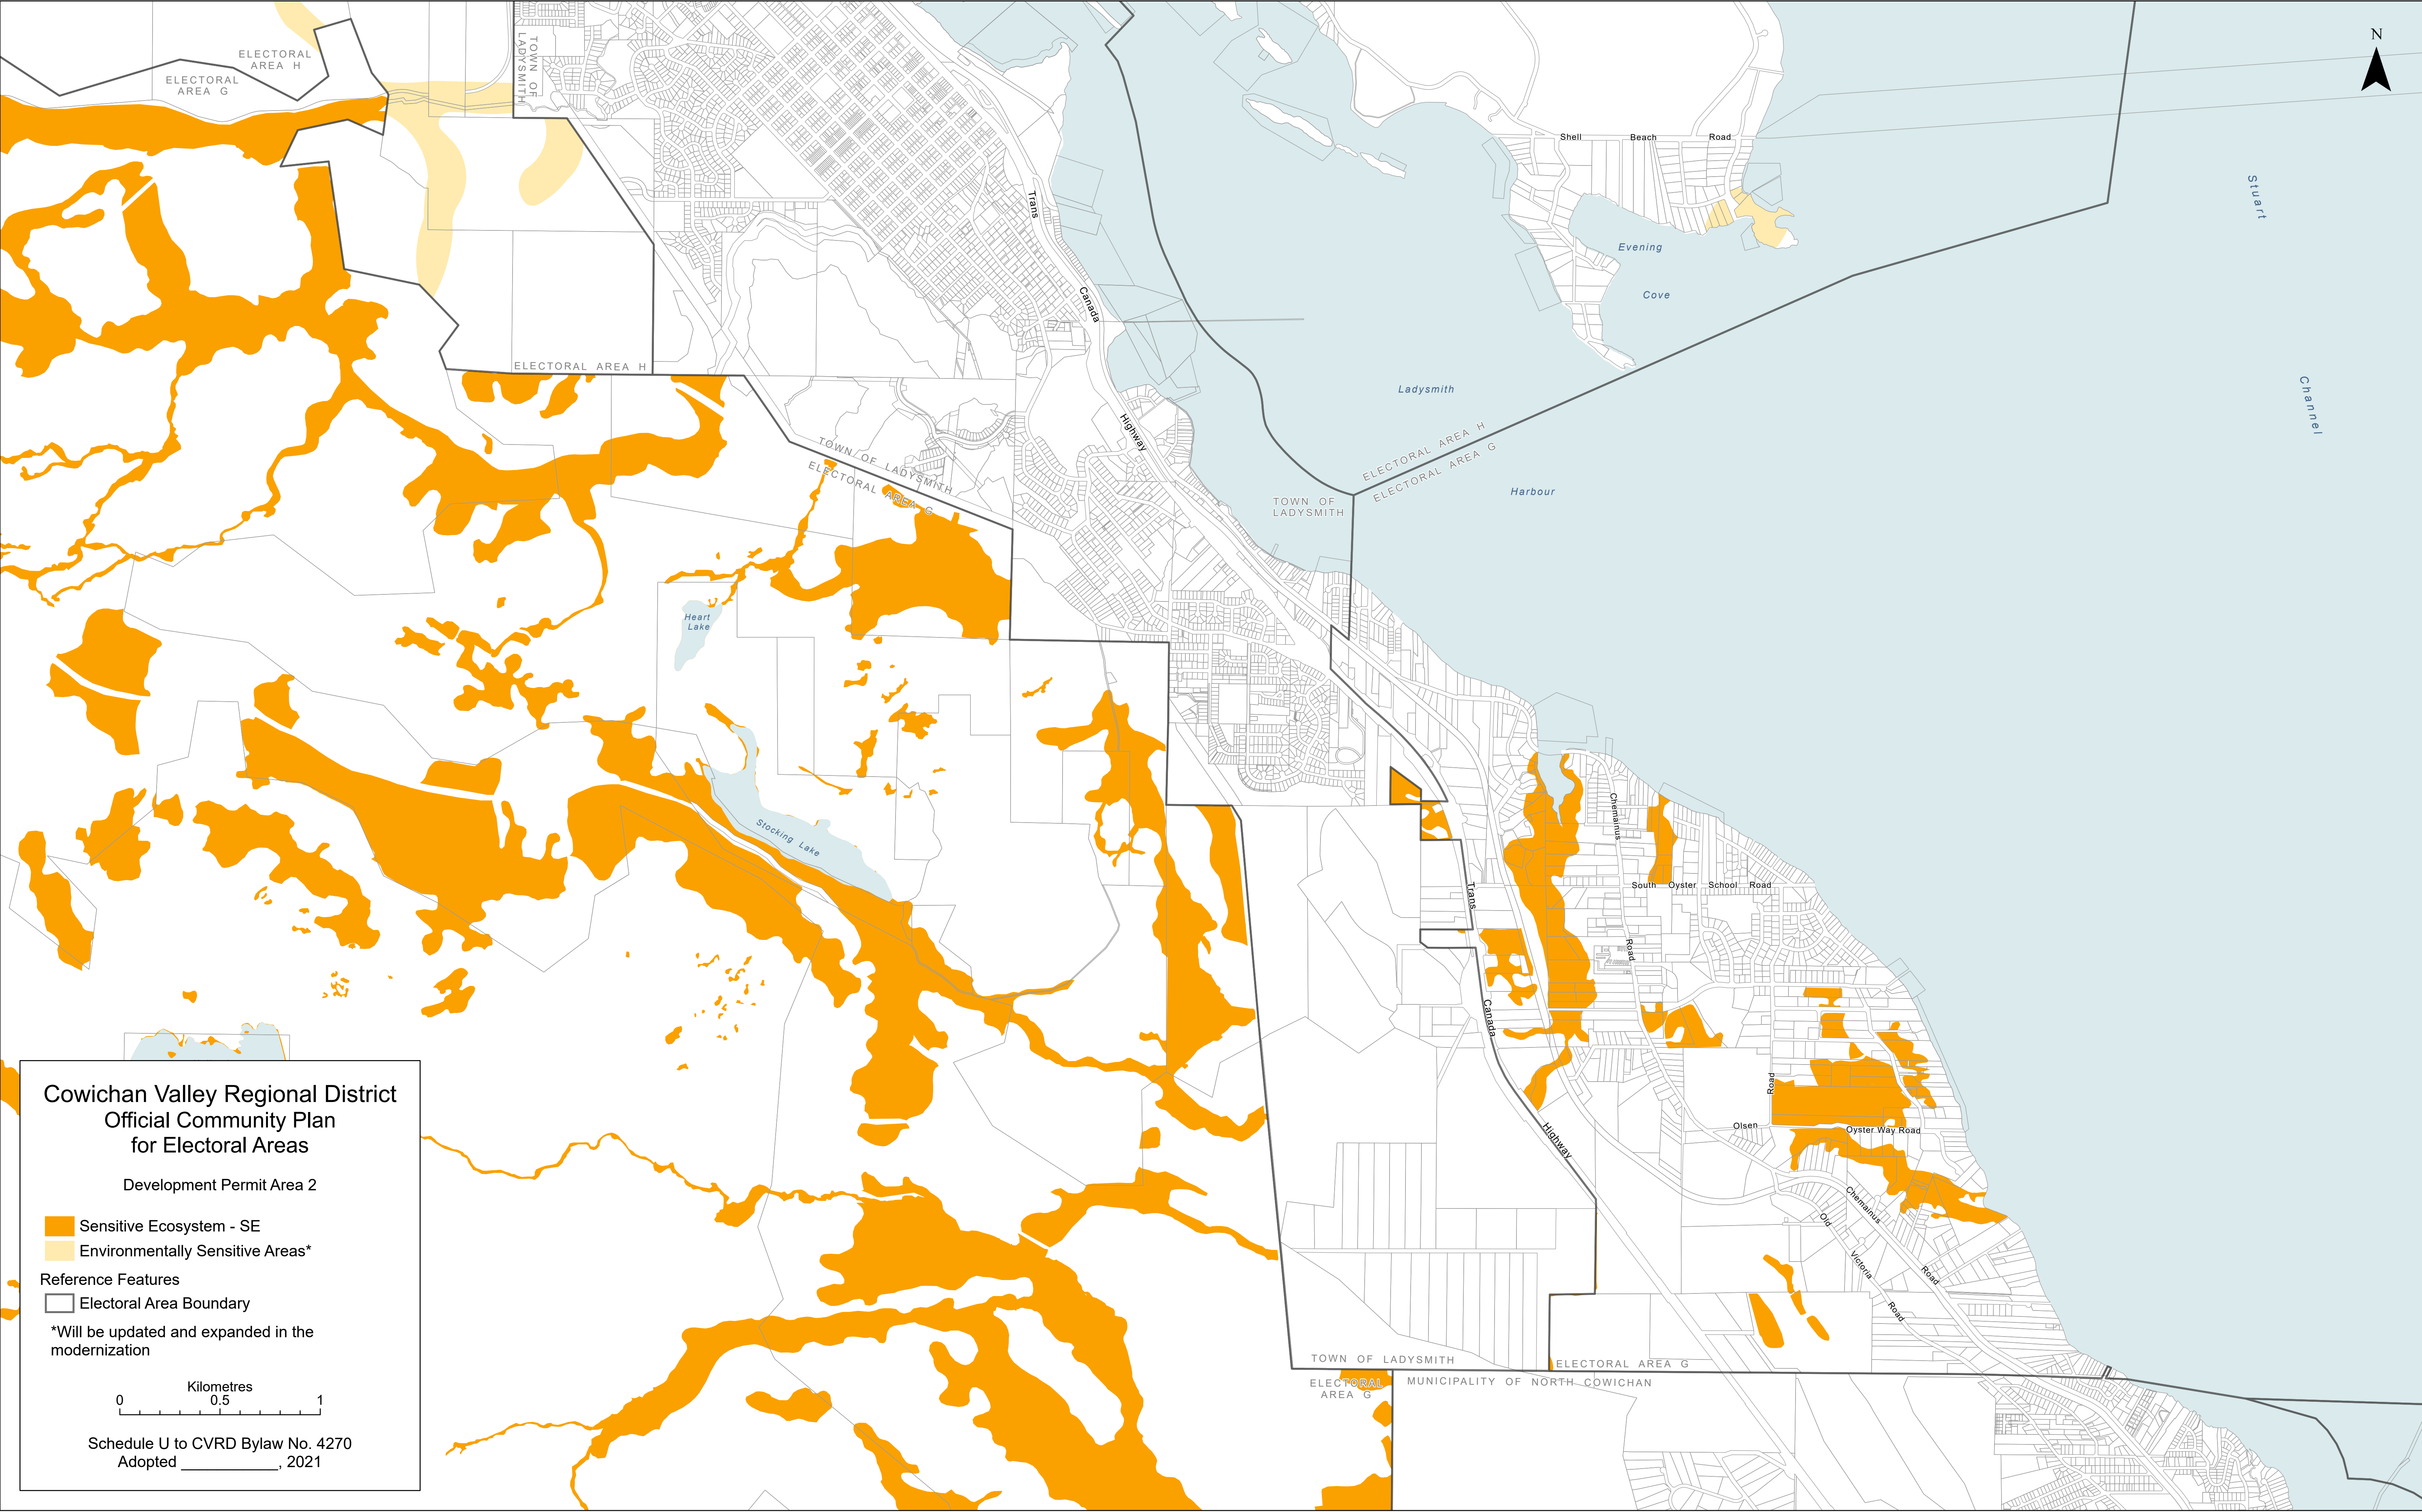 ELECTORAL
AREA H
ELECTORAL
AREA G
TOWN OF
LADYSMITH
N
Shell Beach Road
Stuart
Channel
Trans
Canada
Highway
Evening
Cove
ELECTORAL AREA H
Ladysmith
Harbour
TOWN OF LADYSMITH
ELECTORAL AREA G
ELECTORAL AREA H
ELECTORAL AREA G
TOWN OF
LADYSMITH
Heart
Lake
Stocking Lake
Chemainus
Road
South Oyster School Road
Trans
Canada
Highway
Road
Olsen
Oyster Way Road
Chemainus
Road
Old
Victoria
Road
TOWN OF LADYSMITH
ELECTORAL AREA G
ELECTORAL
AREA G
MUNICIPALITY OF NORTH COWICHAN
Cowichan Valley Regional District
Official Community Plan
for Electoral Areas
Development Permit Area 2
Sensitive Ecosystem - SE
Environmentally Sensitive Areas*
Reference Features
Electoral Area Boundary
*Will be updated and expanded in the
modernization
Kilometres
0 0.5 1
Schedule U to CVRD Bylaw No. 4270
Adopted ____________, 2021